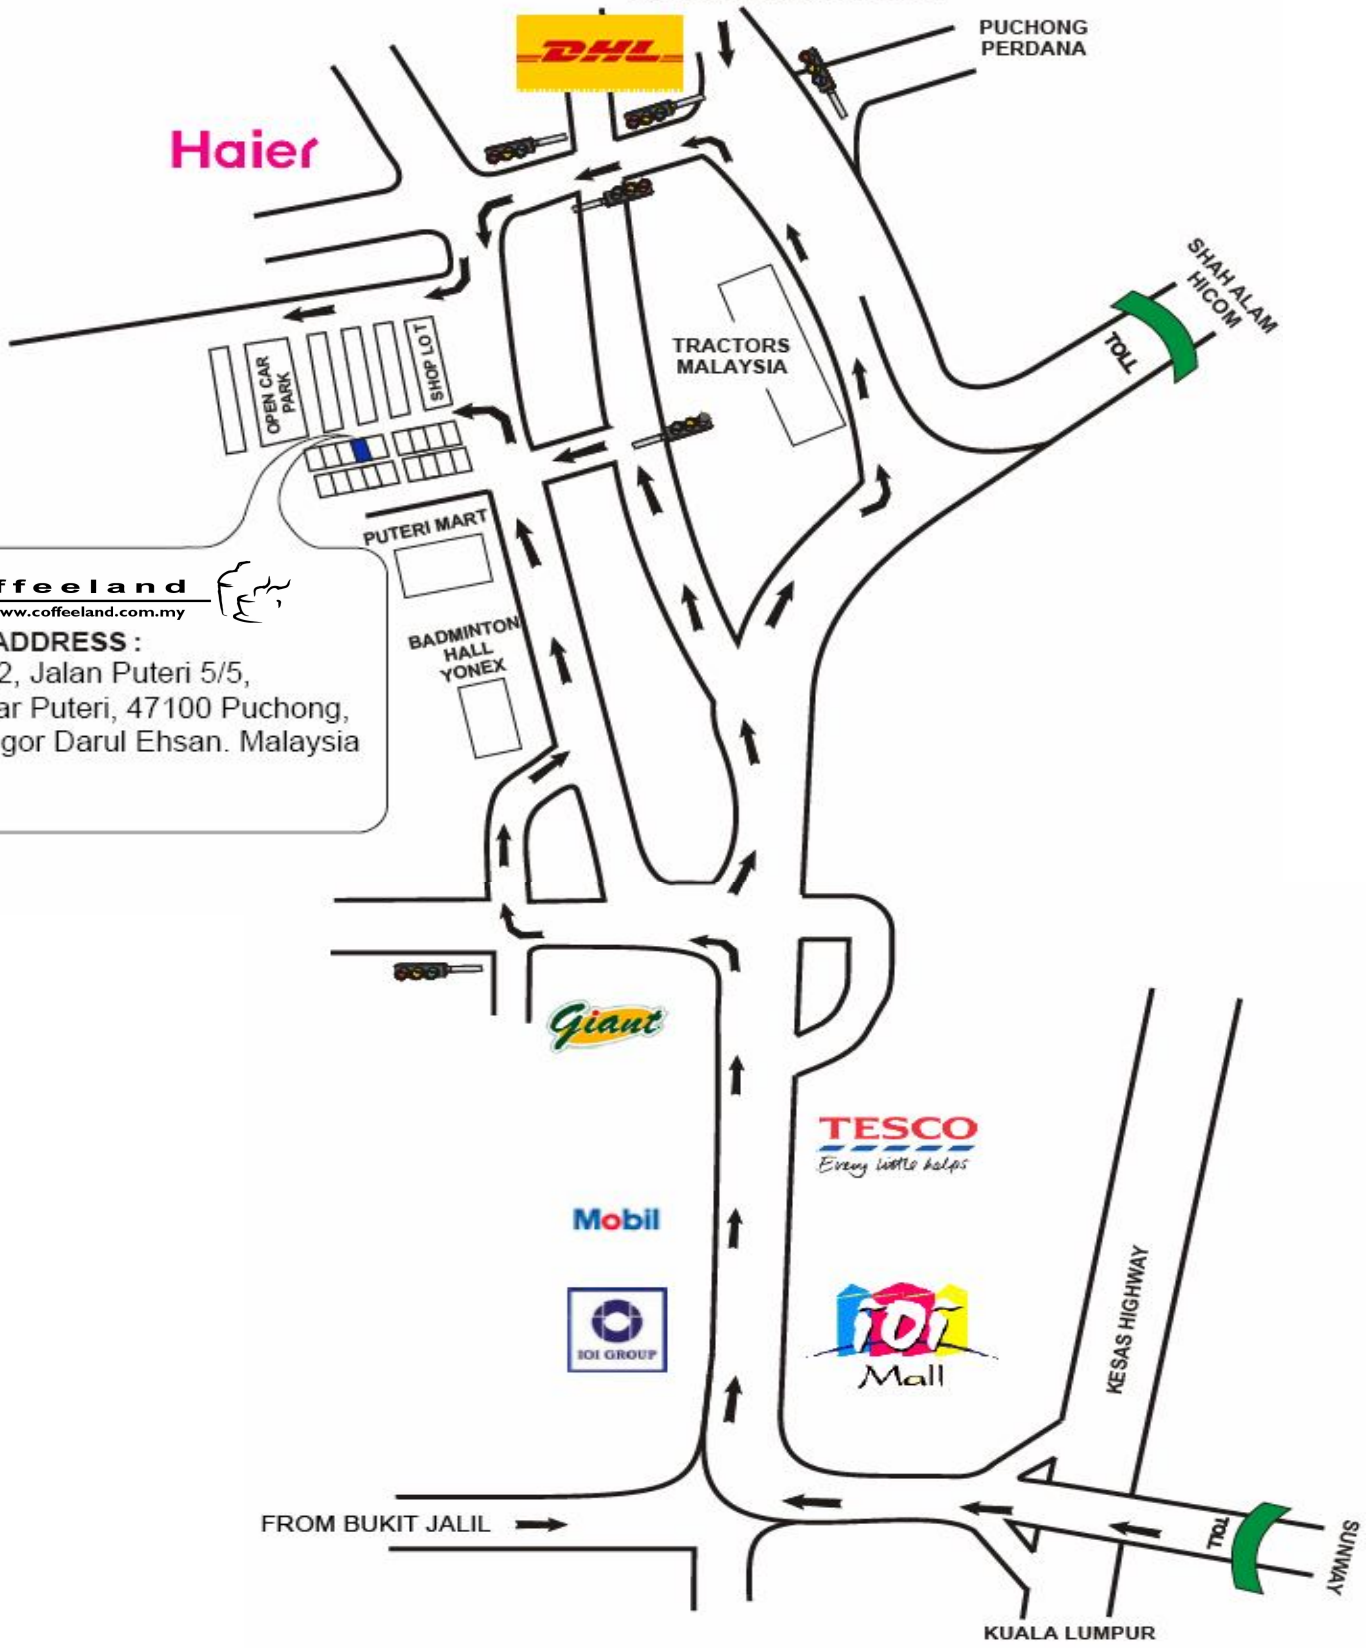 DHL
PUCHONG
PERDANA
Haier
SHAH ALAM
HICOM
TOLL
TRACTORS
MALAYSIA
SHOP LOT
OPEN CAR
PARK
PUTERI MART
ffeeland
ww.coffeeland.com.my
ADDRESS :
2, Jalan Puteri 5/5,
ar Puteri, 47100 Puchong,
gor Darul Ehsan. Malaysia
BADMINTON
HALL
YONEX
Giant
TESCO
Every little helps
Mobil
IOI GROUP
IOI
Mall
KESAS HIGHWAY
FROM BUKIT JALIL
TOLL
SUNWAY
KUALA LUMPUR